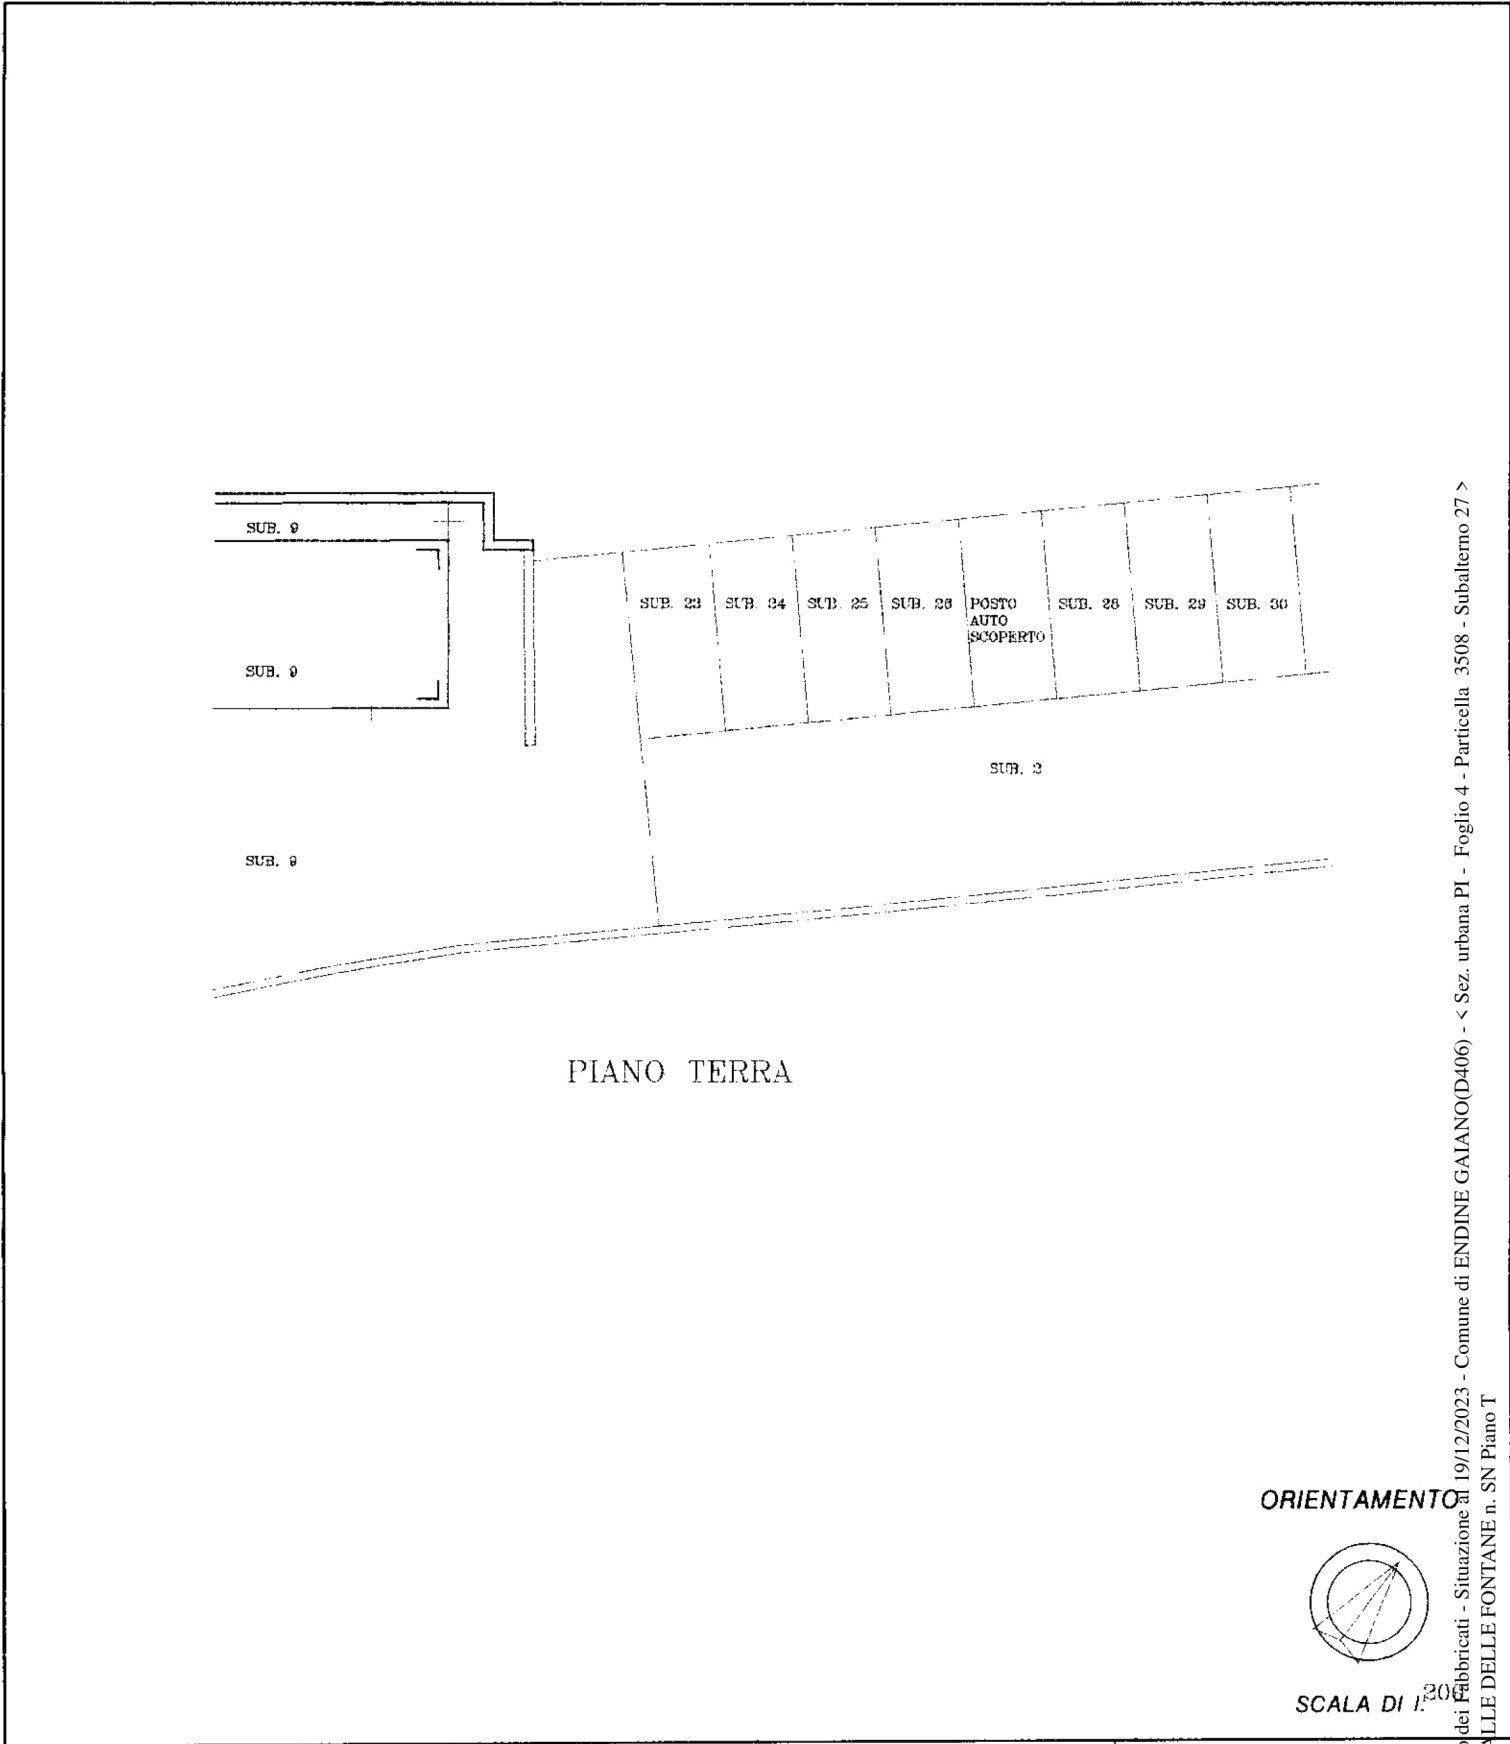 SUB. 9
SUB. 23 SUB. 24 SUB. 25 SUB. 26 POSTO AUTO SCOPERTO SUB. 28 SUB. 29 SUB. 30
SUB. 9
SUB. 2
SUB. 9
PIANO TERRA
ORIENTAMENTO
SCALA DI 1: 200
dei Fabbricati - Situazione al 19/12/2023 - Comune di ENDINE GAIANO(D406) - < Sez. urbana PI - Foglio 4 - Particella 3508 - Subalterno 27 >
DELLE FONTANE n. SN Piano T